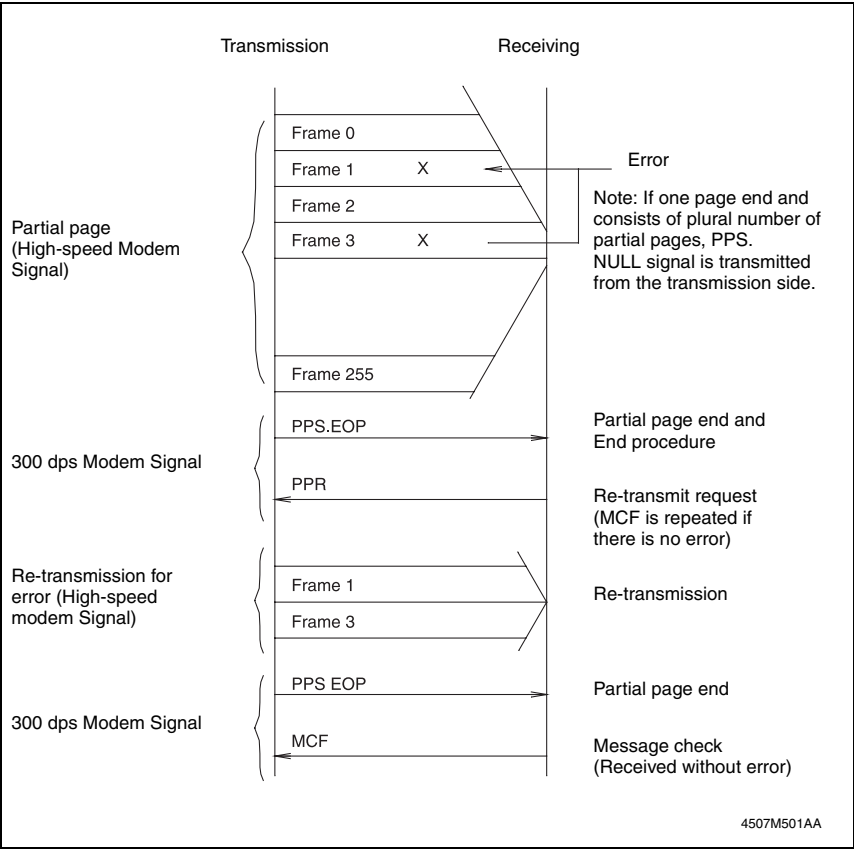 Transmission
Receiving
Frame 0
Frame 1 X
Frame 2
Frame 3 X
Frame 255
Error
Note: If one page end and
consists of plural number of
partial pages, PPS.
NULL signal is transmitted
from the transmission side.
Partial page
(High-speed Modem
Signal)
PPS.EOP
Partial page end and
End procedure
300 dps Modem Signal
PPR
Re-transmit request
(MCF is repeated if
there is no error)
Re-transmission for
error (High-speed
modem Signal)
Frame 1
Frame 3
Re-transmission
PPS EOP
Partial page end
300 dps Modem Signal
MCF
Message check
(Received without error)
4507M501AA